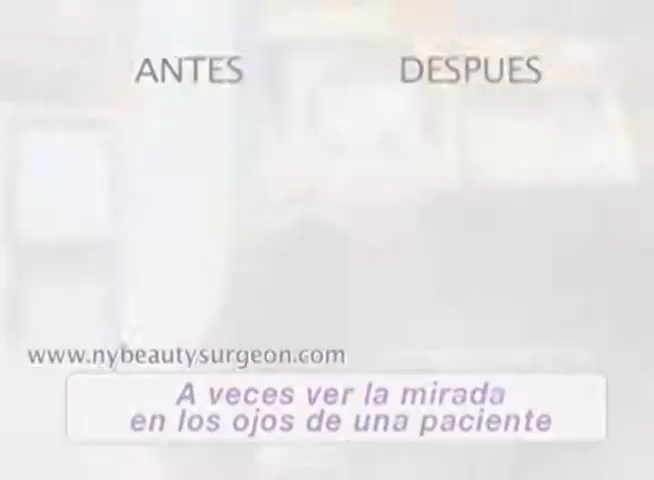 ANTES DESPUES
www.nybeautysurgeon.com
A veces ver la mirada
en los ojos de una paciente